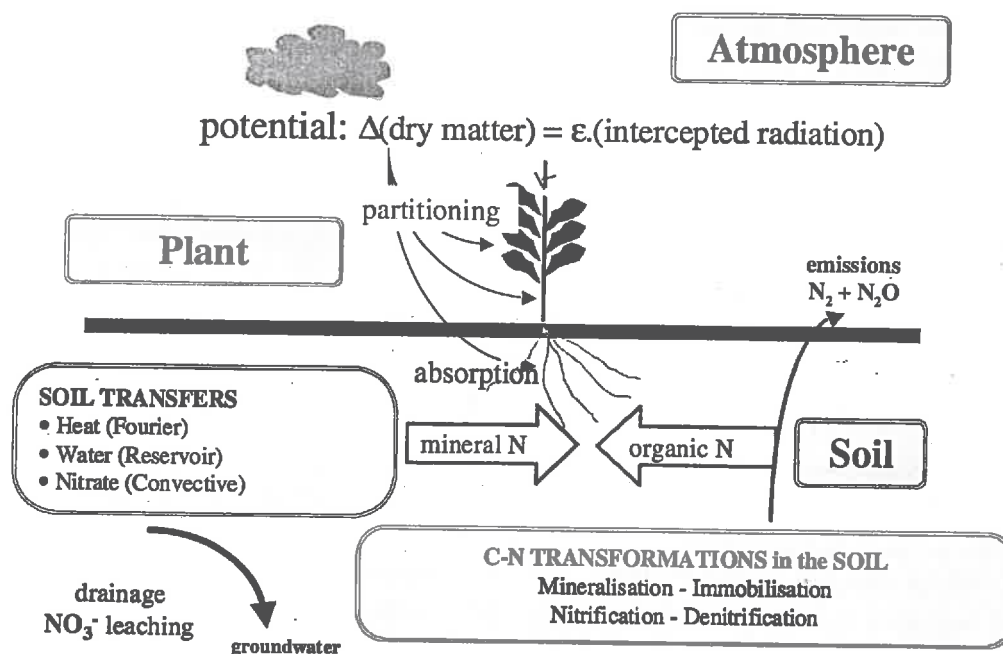 Atmosphere
potential: Δ(dry matter) = ε.(intercepted radiation)
partitioning
Plant
emissions
N₂ + N₂O
absorption
SOIL TRANSFERS
• Heat (Fourier)
• Water (Reservoir)
• Nitrate (Convective)
mineral N
organic N
Soil
C-N TRANSFORMATIONS in the SOIL
Mineralisation - Immobilisation
Nitrification - Denitrification
drainage
NO₃⁻ leaching
groundwater